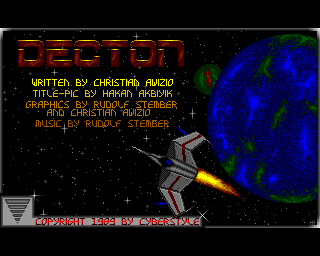 DECTON
WRITTEN BY CHRISTIAN AWIZIO
TITLE-PIC BY HAKAN AKBIYIK
GRAPHICS BY RUDOLF STEMBER
AND CHRISTIAN AWIZIO
MUSIC BY RUDOLF STEMBER
COPYRIGHT 1989 BY CYBERSTYLE